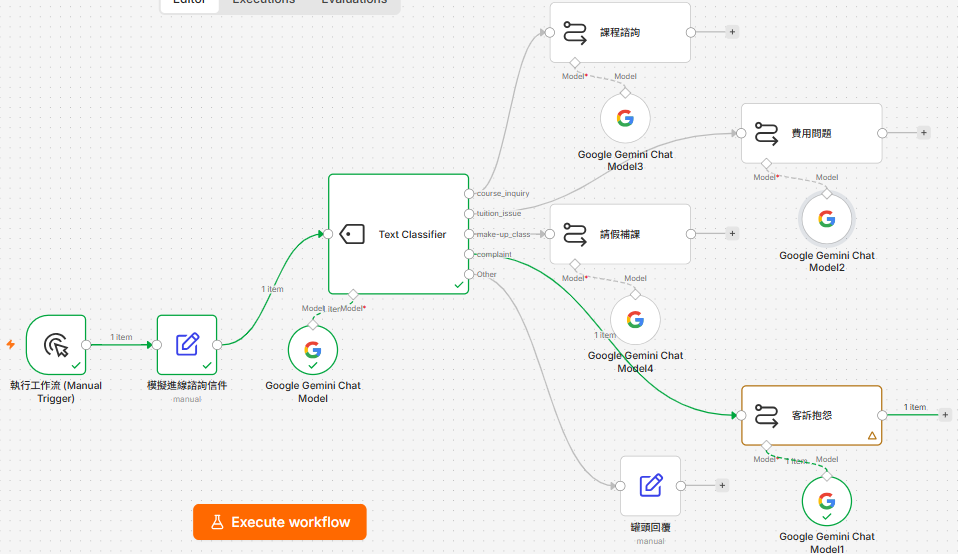 Editor Executions Evaluations
課程諮詢
Model* Model
Google Gemini Chat
Model3
費用問題
Model* Model
Google Gemini Chat
Model2
Text Classifier
course_inquiry
tuition_issue
make-up_class
complaint
Other
請假補課
Model* Model
Google Gemini Chat
Model4
1 item
1 item
1 item
Model 1 item Model*
執行工作流 (Manual
Trigger)
模擬進線諮詢信件
manual
Google Gemini Chat
Model
客訴抱怨
1 item
Model* 1 item Model
Google Gemini Chat
Model1
罐頭回覆
manual
Execute workflow